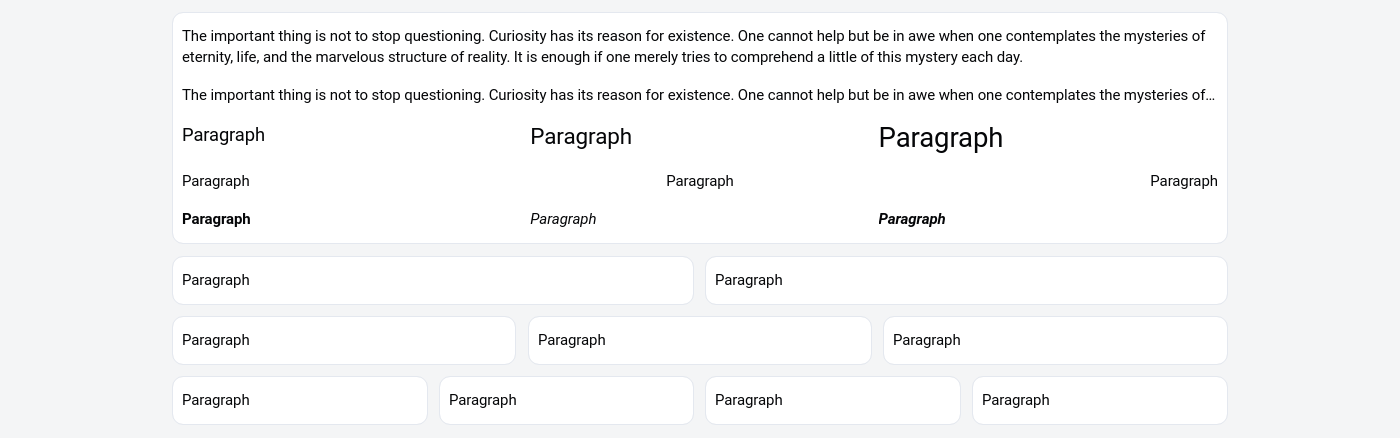 The important thing is not to stop questioning. Curiosity has its reason for existence. One cannot help but be in awe when one contemplates the mysteries of
eternity, life, and the marvelous structure of reality. It is enough if one merely tries to comprehend a little of this mystery each day.
The important thing is not to stop questioning. Curiosity has its reason for existence. One cannot help but be in awe when one contemplates the mysteries of…
Paragraph Paragraph Paragraph
Paragraph Paragraph Paragraph
Paragraph Paragraph Paragraph
Paragraph Paragraph
Paragraph Paragraph Paragraph
Paragraph Paragraph Paragraph Paragraph